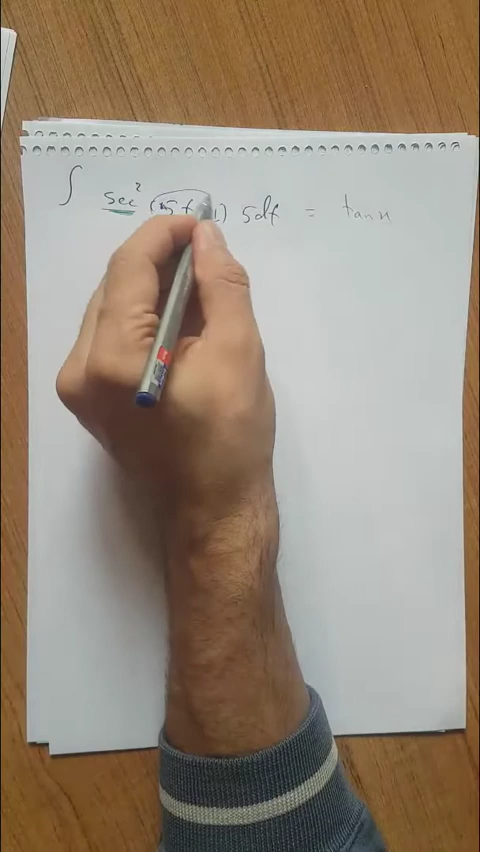 ∫ sec² (5t 1) 5dt = tan x